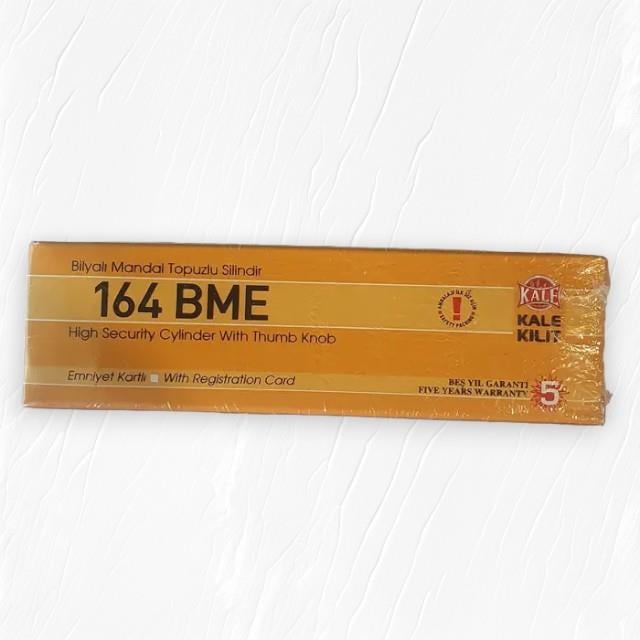 Bilyalı Mandal Topuzlu Silindir
164 BME
High Security Cylinder With Thumb Knob
Emniyet Kartlı With Registration Card
KALE
KALE
KILIT
BEŞ YIL GARANTİ
FIVE YEARS WARRANTY
5